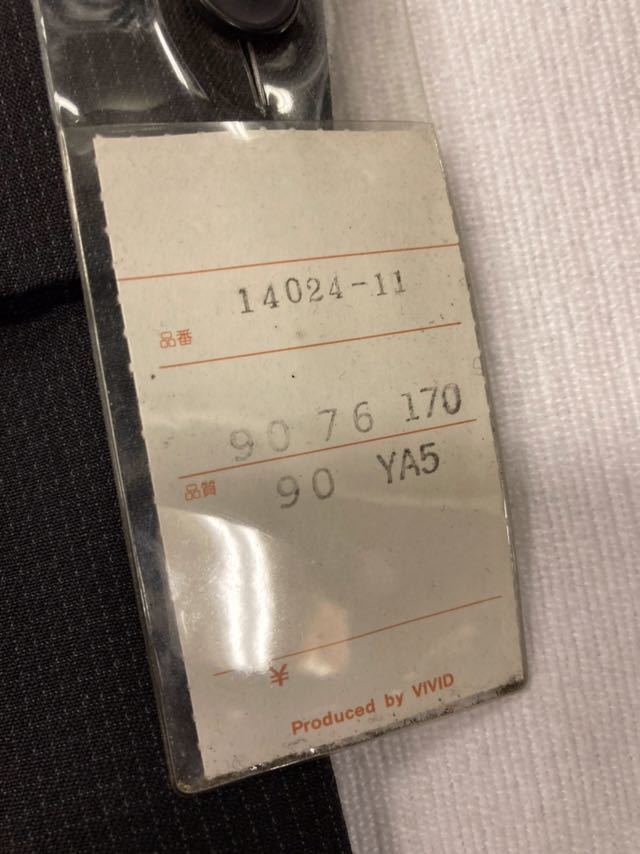 14024-11
品番
90 76 170
品質
90 YA5
¥
Produced by VIVID